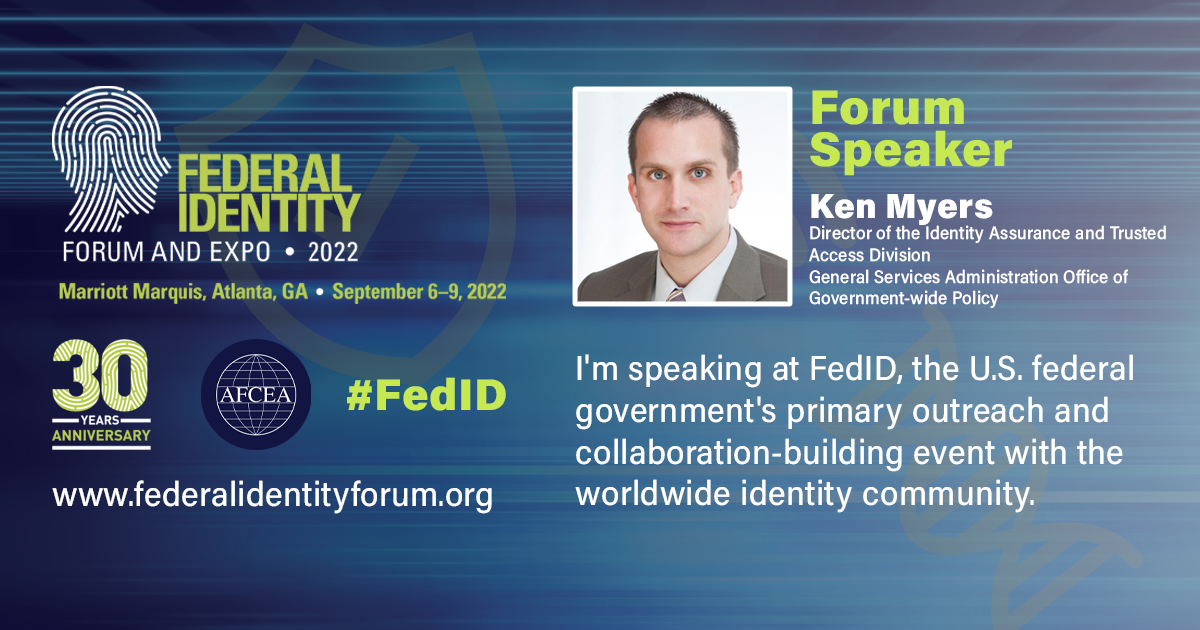 FEDERAL
IDENTITY
FORUM AND EXPO • 2022
Marriott Marquis, Atlanta, GA • September 6–9, 2022
30
YEARS
ANNIVERSARY
AFCEA
#FedID
www.federalidentityforum.org
Forum
Speaker
Ken Myers
Director of the Identity Assurance and Trusted
Access Division
General Services Administration Office of
Government-wide Policy
I'm speaking at FedID, the U.S. federal
government's primary outreach and
collaboration-building event with the
worldwide identity community.